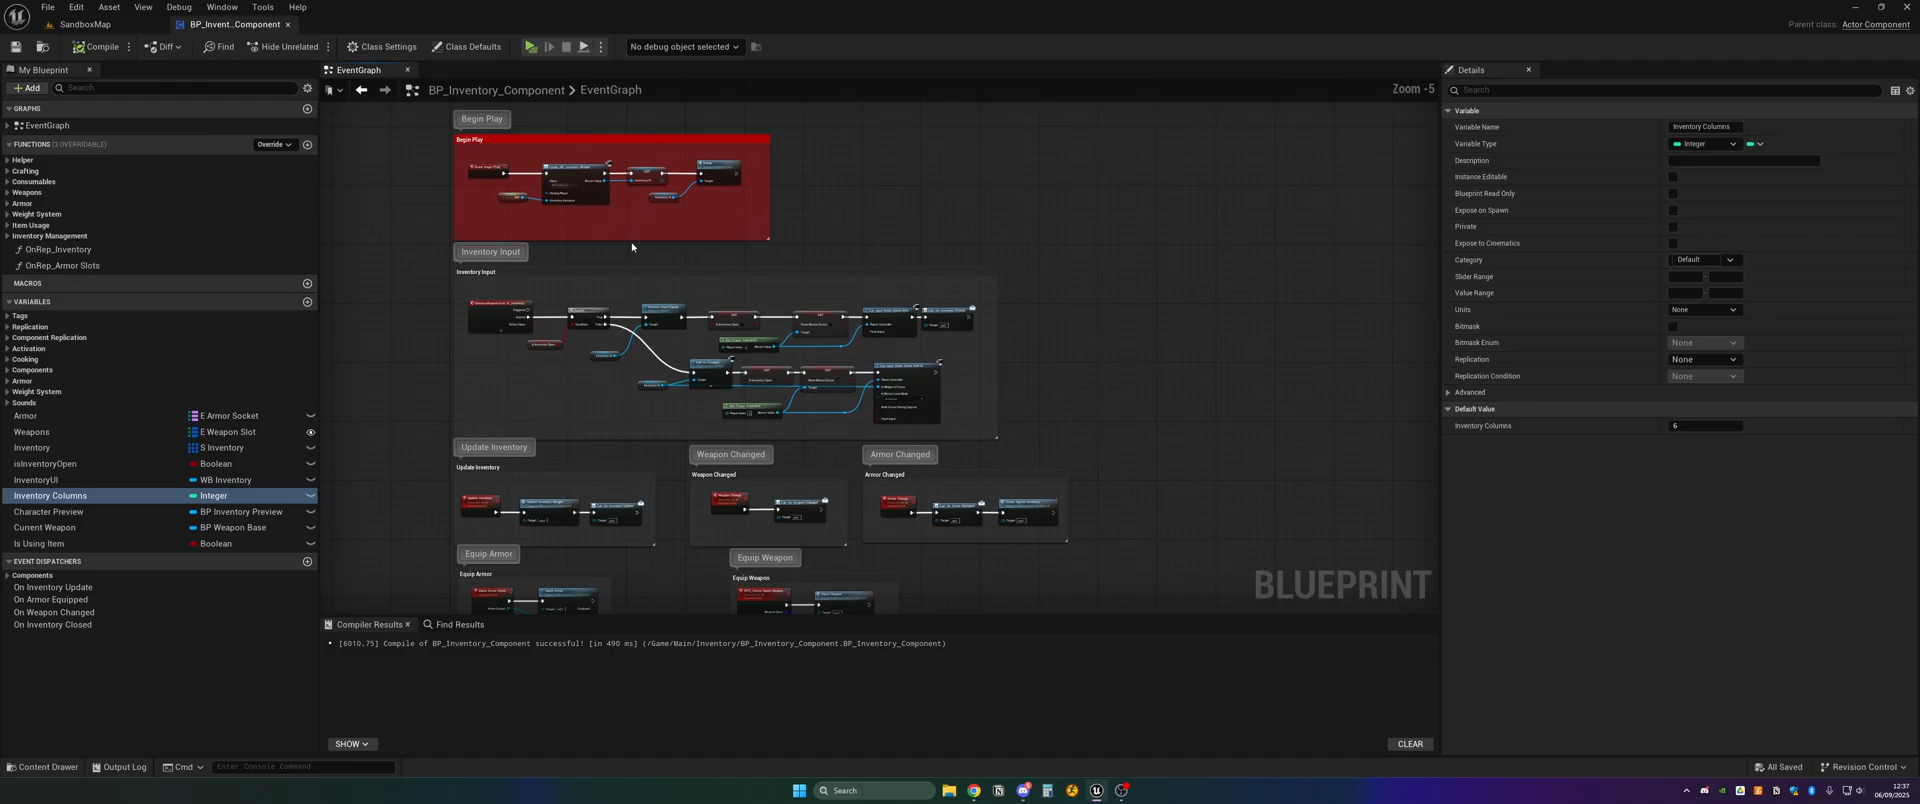 File Edit Asset View Debug Window Tools Help
SandboxMap
BP_Invent...Component
Parent class: Actor Component
Compile
Diff
Find
Hide Unrelated
Class Settings
Class Defaults
No debug object selected
My Blueprint
Add
Search
GRAPHS
EventGraph
FUNCTIONS (3 OVERRIDABLE)
Override
Helper
Crafting
Consumables
Weapons
Armor
Weight System
Item Usage
Inventory Management
OnRep_Inventory
OnRep_Armor Slots
MACROS
VARIABLES
Tags
Replication
Component Replication
Activation
Cooking
Components
Armor
Weight System
Sounds
Armor E Armor Socket
Weapons E Weapon Slot
Inventory S Inventory
isInventoryOpen Boolean
InventoryUI WB Inventory
Inventory Columns Integer
Character Preview BP Inventory Preview
Current Weapon BP Weapon Base
Is Using Item Boolean
EVENT DISPATCHERS
Components
On Inventory Update
On Armor Equipped
On Weapon Changed
On Inventory Closed
EventGraph
BP_Inventory_Component > EventGraph
Zoom -5
Begin Play
Begin Play
Inventory Input
Inventory Input
Update Inventory
Update Inventory
Weapon Changed
Weapon Changed
Armor Changed
Armor Changed
Equip Armor
Equip Armor
Equip Weapon
Equip Weapon
BLUEPRINT
Compiler Results
Find Results
[6010,75] Compile of BP_Inventory_Component successful! [in 490 ms] (/Game/Main/Inventory/BP_Inventory_Component.BP_Inventory_Component)
SHOW
CLEAR
Details
Search
Variable
Variable Name Inventory Columns
Variable Type Integer
Description
Instance Editable
Blueprint Read Only
Expose on Spawn
Private
Expose to Cinematics
Category Default
Slider Range
Value Range
Units None
Bitmask
Bitmask Enum None
Replication None
Replication Condition None
Advanced
Default Value
Inventory Columns 6
Content Drawer
Output Log
Cmd
Enter Console Command
All Saved
Revision Control
Search
12:37
06/09/2025